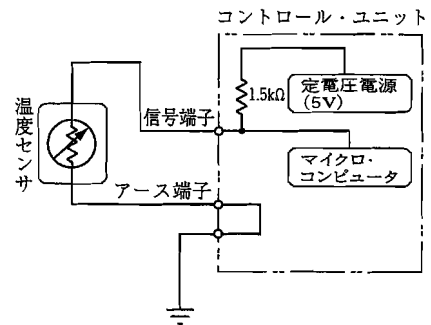 コントロール・ユニット
1.5kΩ
定電圧電源
(5V)
温度センサ
信号端子
マイクロ・
コンピュータ
アース端子